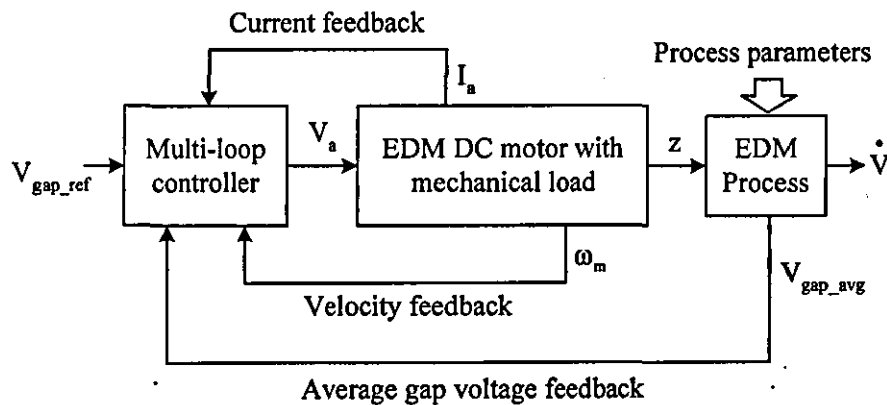 Current feedback
I_a
Process parameters
V_gap_ref
Multi-loop
controller
V_a
EDM DC motor with
mechanical load
z
EDM
Process
V̇
ω_m
Velocity feedback
V_gap_avg
Average gap voltage feedback